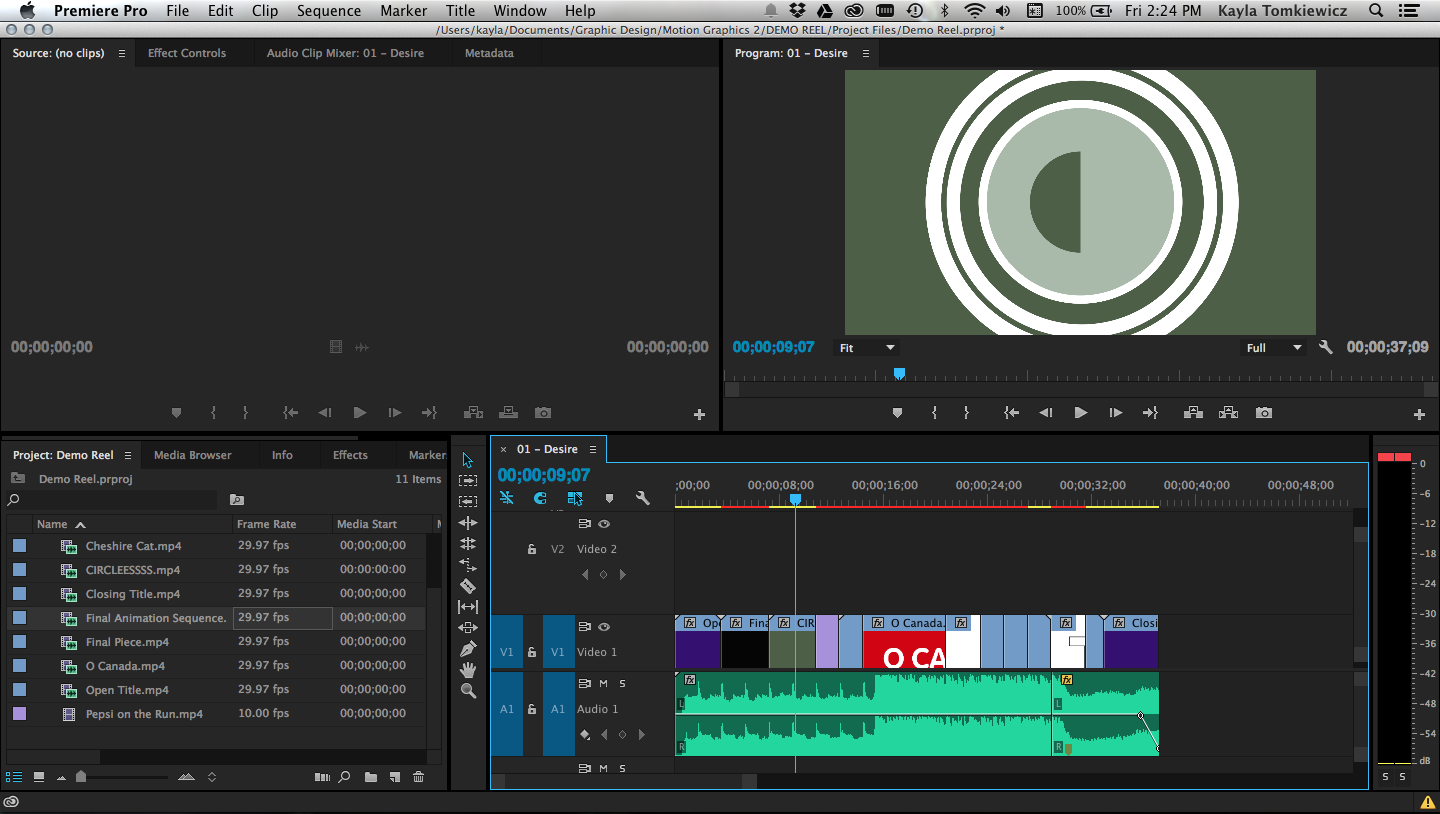 Premiere Pro File Edit Clip Sequence Marker Title Window Help 100% Fri 2:24 PM Kayla Tomkiewicz
/Users/kayla/Documents/Graphic Design/Motion Graphics 2/DEMO REEL/Project Files/Demo Reel.prproj *
Source: (no clips) Effect Controls Audio Clip Mixer: 01 - Desire Metadata
Program: 01 - Desire
00;00;00;00 00;00;00;00
00;00;09;07 Fit Full 00;00;37;09
Project: Demo Reel Media Browser Info Effects Marker
Demo Reel.prproj 11 Items
Name Frame Rate Media Start
Cheshire Cat.mp4 29.97 fps 00;00;00;00
CIRCLEESSSS.mp4 29.97 fps 00:00:00:00
Closing Title.mp4 29.97 fps 00;00;00;00
Final Animation Sequence. 29.97 fps 00;00;00;00
Final Piece.mp4 29.97 fps 00;00;00;00
O Canada.mp4 29.97 fps 00;00;00;00
Open Title.mp4 29.97 fps 00;00;00;00
Pepsi on the Run.mp4 10.00 fps 00;00;00;00
× 01 - Desire
00;00;09;07
;00;00 00;00;08;00 00;00;16;00 00;00;24;00 00;00;32;00 00;00;40;00 00;00;48;00
V2 Video 2
fx Op fx Fina fx CIR fx O Canada. fx fx fx Closi
V1 V1 Video 1
O CA
M S fx fx
A1 A1 Audio 1
L L
R R
M S
0
-6
-12
-18
-24
-30
-36
-42
-48
-54
dB
S S